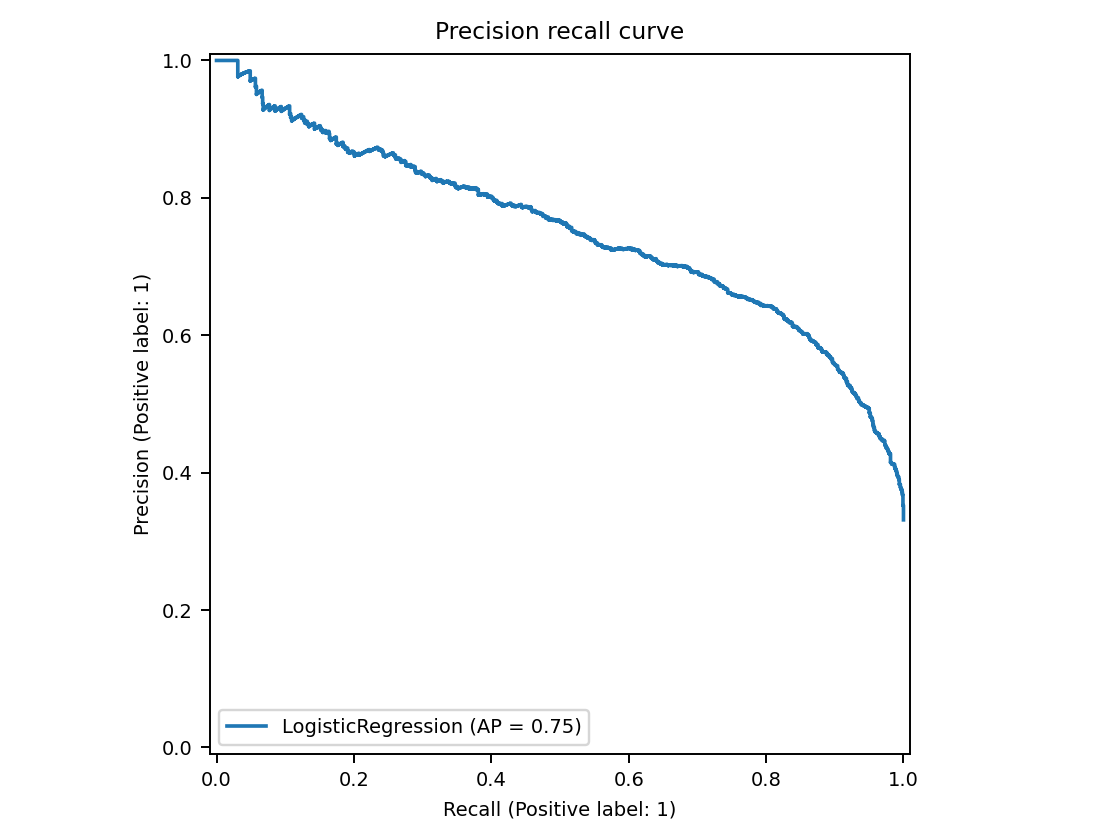 Precision recall curve
1.0
0.8
0.6
0.4
0.2
0.0
Precision (Positive label: 1)
LogisticRegression (AP = 0.75)
0.0 0.2 0.4 0.6 0.8 1.0
Recall (Positive label: 1)